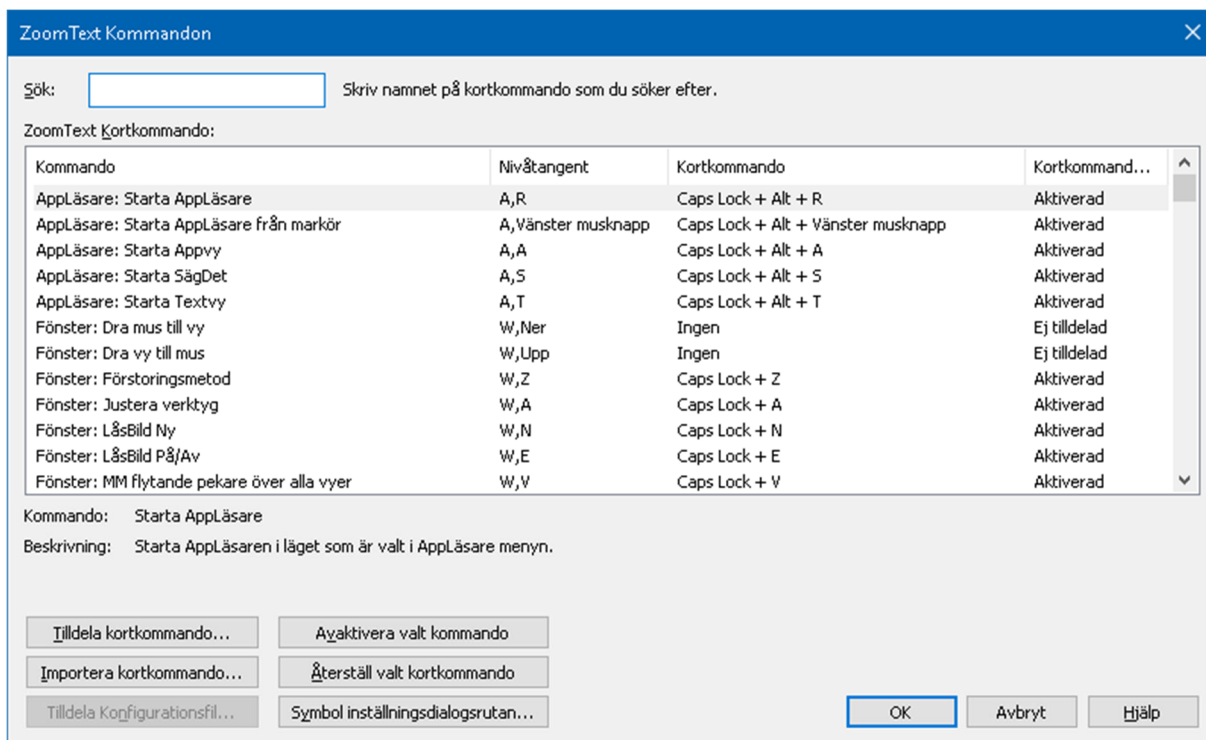 ZoomText Kommandon
Sök: Skriv namnet på kortkommando som du söker efter.
ZoomText Kortkommando:
Kommando Nivåtangent Kortkommando Kortkommand...
AppLäsare: Starta AppLäsare A,R Caps Lock + Alt + R Aktiverad
AppLäsare: Starta AppLäsare från markör A,Vänster musknapp Caps Lock + Alt + Vänster musknapp Aktiverad
AppLäsare: Starta Appvy A,A Caps Lock + Alt + A Aktiverad
AppLäsare: Starta SägDet A,S Caps Lock + Alt + S Aktiverad
AppLäsare: Starta Textvy A,T Caps Lock + Alt + T Aktiverad
Fönster: Dra mus till vy W,Ner Ingen Ej tilldelad
Fönster: Dra vy till mus W,Upp Ingen Ej tilldelad
Fönster: Förstoringsmetod W,Z Caps Lock + Z Aktiverad
Fönster: Justera verktyg W,A Caps Lock + A Aktiverad
Fönster: LåsBild Ny W,N Caps Lock + N Aktiverad
Fönster: LåsBild På/Av W,E Caps Lock + E Aktiverad
Fönster: MM flytande pekare över alla vyer W,V Caps Lock + V Aktiverad
Kommando: Starta AppLäsare
Beskrivning: Starta AppLäsaren i läget som är valt i AppLäsare menyn.
Tilldela kortkommando... Avaktivera valt kommando
Importera kortkommando... Återställ valt kortkommando
Tilldela Konfigurationsfil... Symbol inställningsdialogsrutan... OK Avbryt Hjälp